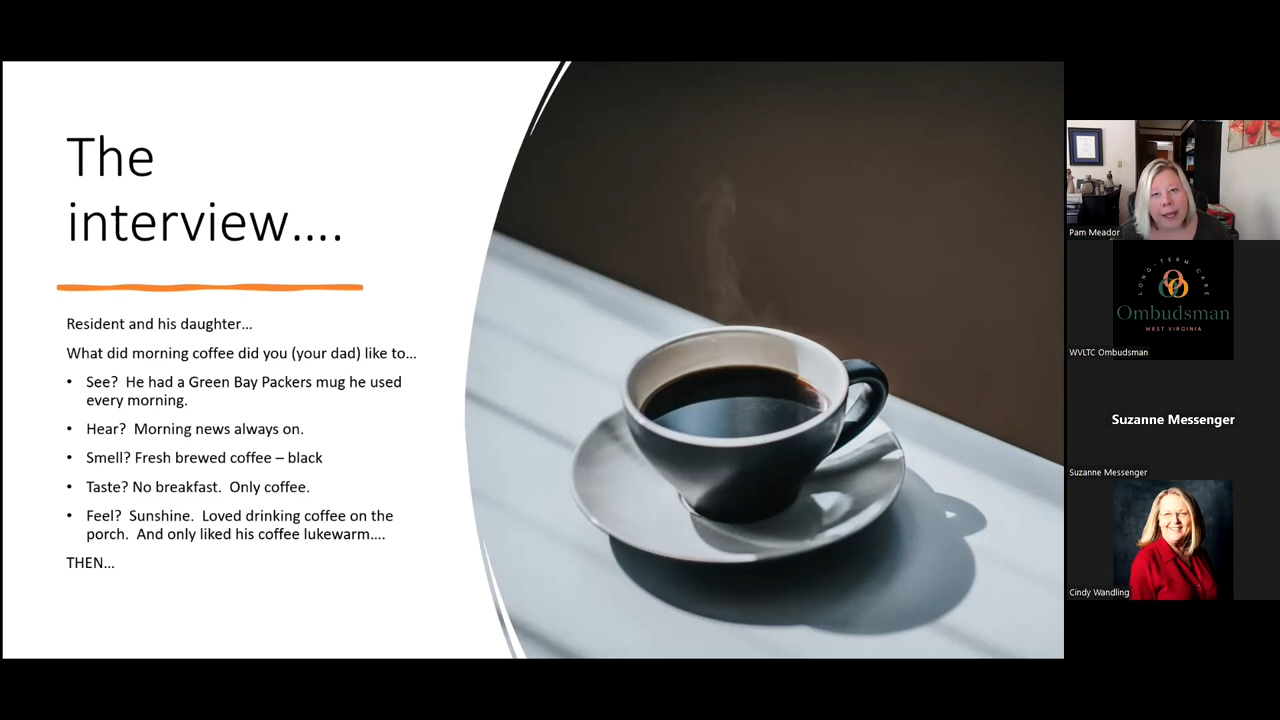 The
interview....
Resident and his daughter...
What did morning coffee did you (your dad) like to...
• See? He had a Green Bay Packers mug he used
every morning.
• Hear? Morning news always on.
• Smell? Fresh brewed coffee – black
• Taste? No breakfast. Only coffee.
• Feel? Sunshine. Loved drinking coffee on the
porch. And only liked his coffee lukewarm....
THEN...
Pam Meador
LONG-TERM CARE
Ombudsman
WEST VIRGINIA
WVLTC Ombudsman
Suzanne Messenger
Suzanne Messenger
Cindy Wandling